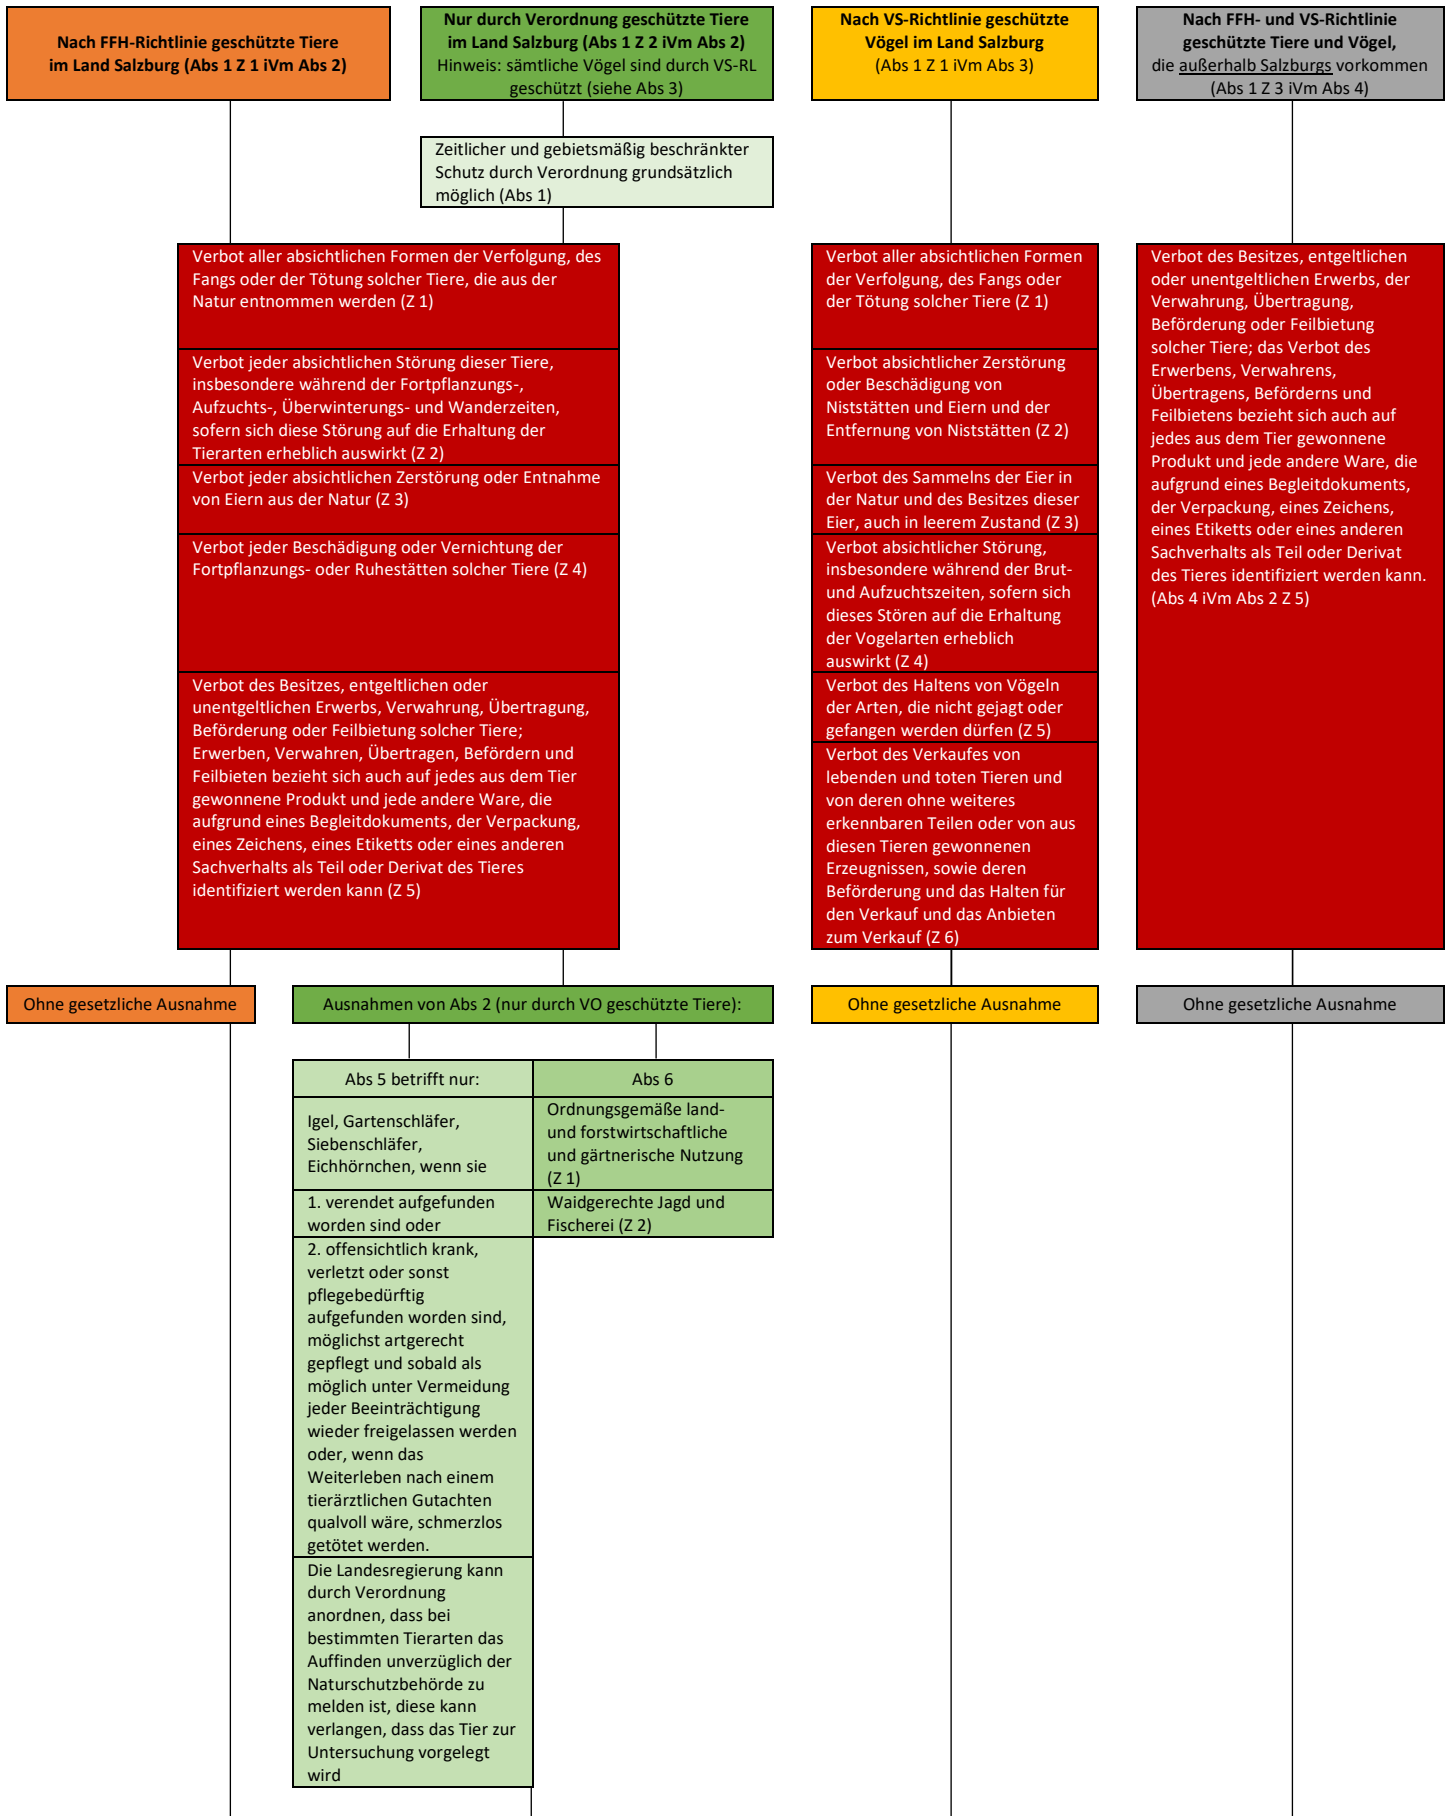 Nach FFH-Richtlinie geschützte Tiere
im Land Salzburg (Abs 1 Z 1 iVm Abs 2)
Nur durch Verordnung geschützte Tiere
im Land Salzburg (Abs 1 Z 2 iVm Abs 2)
Hinweis: sämtliche Vögel sind durch VS-RL
geschützt (siehe Abs 3)
Nach VS-Richtlinie geschützte
Vögel im Land Salzburg
(Abs 1 Z 1 iVm Abs 3)
Nach FFH- und VS-Richtlinie
geschützte Tiere und Vögel,
die außerhalb Salzburgs vorkommen
(Abs 1 Z 3 iVm Abs 4)
Zeitlicher und gebietsmäßig beschränkter
Schutz durch Verordnung grundsätzlich
möglich (Abs 1)
Verbot aller absichtlichen Formen der Verfolgung, des
Fangs oder der Tötung solcher Tiere, die aus der
Natur entnommen werden (Z 1)
Verbot jeder absichtlichen Störung dieser Tiere,
insbesondere während der Fortpflanzungs-,
Aufzuchts-, Überwinterungs- und Wanderzeiten,
sofern sich diese Störung auf die Erhaltung der
Tierarten erheblich auswirkt (Z 2)
Verbot jeder absichtlichen Zerstörung oder Entnahme
von Eiern aus der Natur (Z 3)
Verbot jeder Beschädigung oder Vernichtung der
Fortpflanzungs- oder Ruhestätten solcher Tiere (Z 4)
Verbot des Besitzes, entgeltlichen oder
unentgeltlichen Erwerbs, Verwahrung, Übertragung,
Beförderung oder Feilbietung solcher Tiere;
Erwerben, Verwahren, Übertragen, Befördern und
Feilbieten bezieht sich auch auf jedes aus dem Tier
gewonnene Produkt und jede andere Ware, die
aufgrund eines Begleitdokuments, der Verpackung,
eines Zeichens, eines Etiketts oder eines anderen
Sachverhalts als Teil oder Derivat des Tieres
identifiziert werden kann (Z 5)
Verbot aller absichtlichen Formen
der Verfolgung, des Fangs oder
der Tötung solcher Tiere (Z 1)
Verbot absichtlicher Zerstörung
oder Beschädigung von
Niststätten und Eiern und der
Entfernung von Niststätten (Z 2)
Verbot des Sammelns der Eier in
der Natur und des Besitzes dieser
Eier, auch in leerem Zustand (Z 3)
Verbot absichtlicher Störung,
insbesondere während der Brut-
und Aufzuchtszeiten, sofern sich
dieses Stören auf die Erhaltung
der Vogelarten erheblich
auswirkt (Z 4)
Verbot des Haltens von Vögeln
der Arten, die nicht gejagt oder
gefangen werden dürfen (Z 5)
Verbot des Verkaufes von
lebenden und toten Tieren und
von deren ohne weiteres
erkennbaren Teilen oder von aus
diesen Tieren gewonnenen
Erzeugnissen, sowie deren
Beförderung und das Halten für
den Verkauf und das Anbieten
zum Verkauf (Z 6)
Verbot des Besitzes, entgeltlichen
oder unentgeltlichen Erwerbs, der
Verwahrung, Übertragung,
Beförderung oder Feilbietung
solcher Tiere; das Verbot des
Erwerbens, Verwahrens,
Übertragens, Beförderns und
Feilbietens bezieht sich auch auf
jedes aus dem Tier gewonnene
Produkt und jede andere Ware, die
aufgrund eines Begleitdokuments,
der Verpackung, eines Zeichens,
eines Etiketts oder eines anderen
Sachverhalts als Teil oder Derivat
des Tieres identifiziert werden kann.
(Abs 4 iVm Abs 2 Z 5)
Ohne gesetzliche Ausnahme
Ausnahmen von Abs 2 (nur durch VO geschützte Tiere):
Ohne gesetzliche Ausnahme
Ohne gesetzliche Ausnahme
Abs 5 betrifft nur:
Igel, Gartenschläfer,
Siebenschläfer,
Eichhörnchen, wenn sie
1. verendet aufgefunden
worden sind oder
2. offensichtlich krank,
verletzt oder sonst
pflegebedürftig
aufgefunden worden sind,
möglichst artgerecht
gepflegt und sobald als
möglich unter Vermeidung
jeder Beeinträchtigung
wieder freigelassen werden
oder, wenn das
Weiterleben nach einem
tierärztlichen Gutachten
qualvoll wäre, schmerzlos
getötet werden.
Die Landesregierung kann
durch Verordnung
anordnen, dass bei
bestimmten Tierarten das
Auffinden unverzüglich der
Naturschutzbehörde zu
melden ist, diese kann
verlangen, dass das Tier zur
Untersuchung vorgelegt
wird
Abs 6
Ordnungsgemäße land-
und forstwirtschaftliche
und gärtnerische Nutzung
(Z 1)
Waidgerechte Jagd und
Fischerei (Z 2)